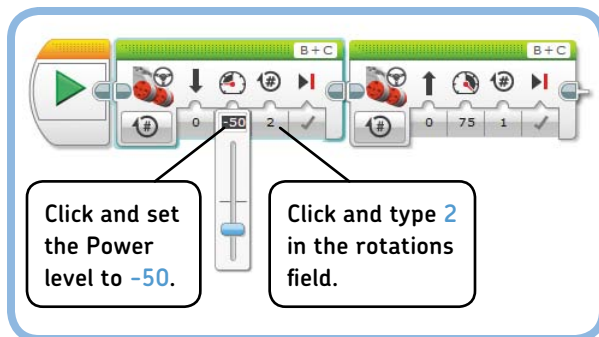 B+C
B+C
#
#
# 0 -50 2
# 0 75 1
Click and set
the Power
level to -50.
Click and type 2
in the rotations
field.